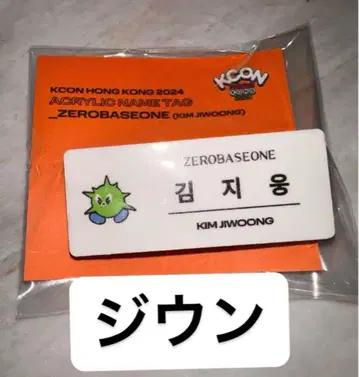 KCON HONG KONG 2024
ACRYLIC NAME TAG
_ZEROBASEONE (KIM JIWOONG)
KCON
ZEROBASEONE
김지웅
KIM JIWOONG
ジウン